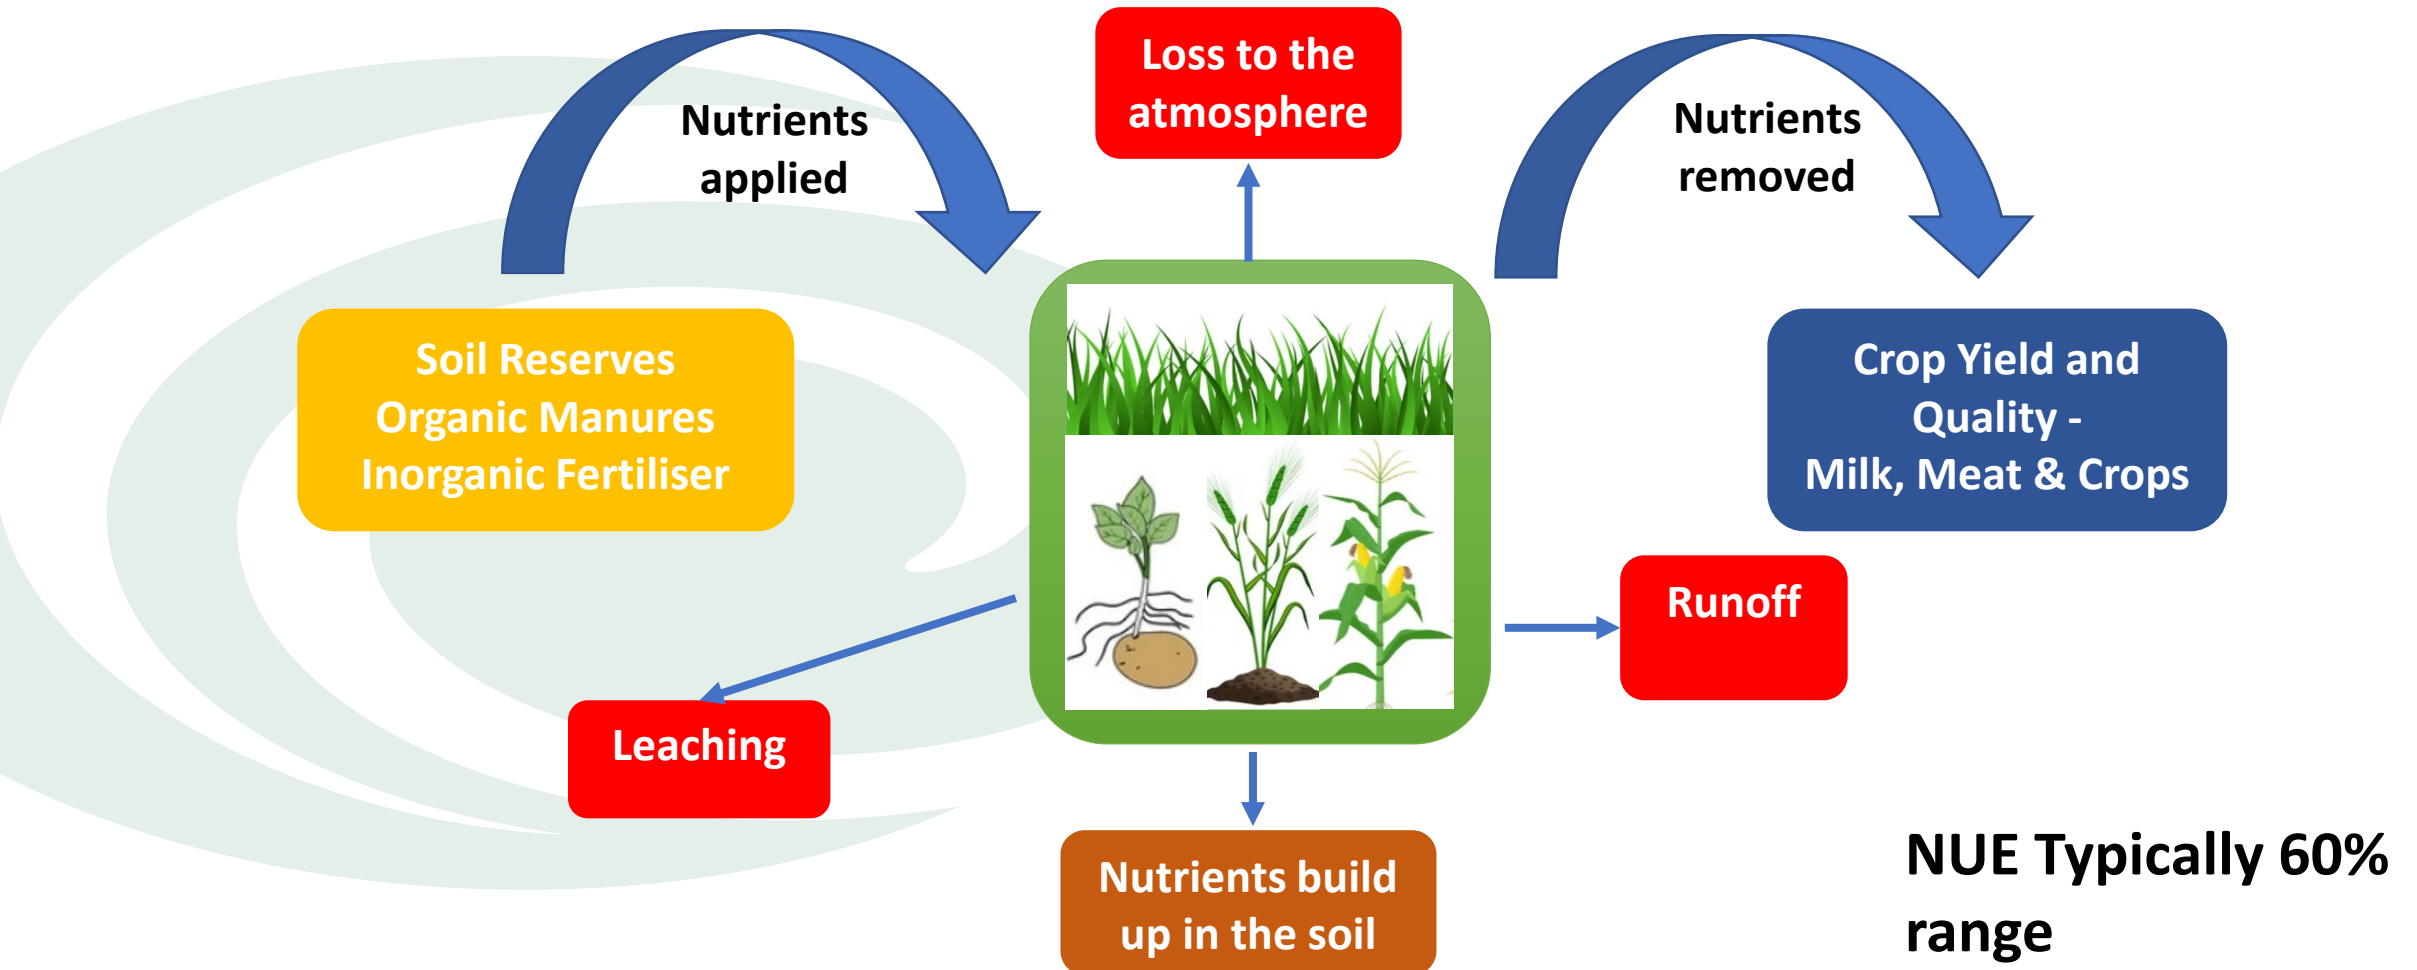 Loss to the
atmosphere
Nutrients
applied
Nutrients
removed
Soil Reserves
Organic Manures
Inorganic Fertiliser
Crop Yield and
Quality -
Milk, Meat & Crops
Runoff
Leaching
Nutrients build
up in the soil
NUE Typically 60%
range